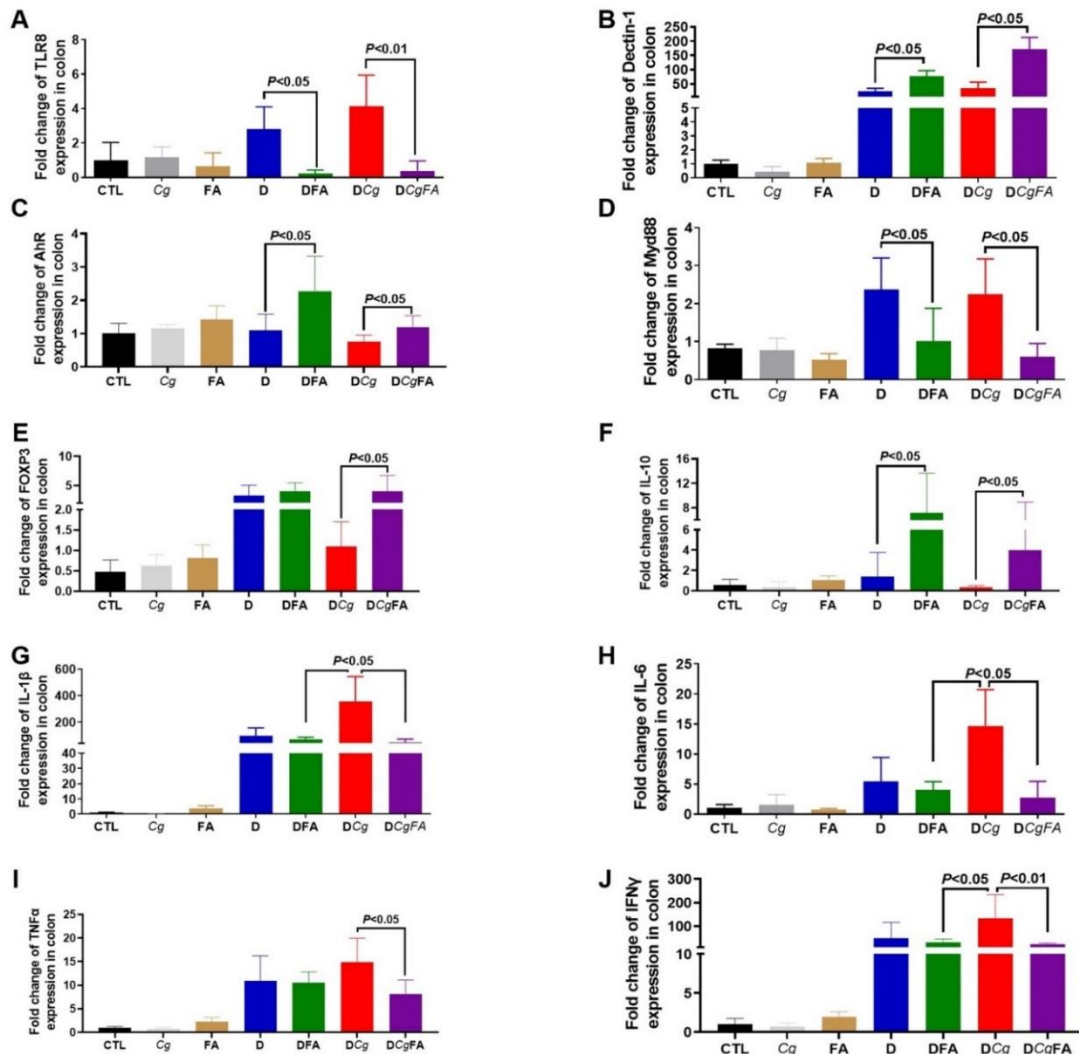 A
Fold change of TLR8
expression in colon
6
4
2
0
P<0.05
P<0.01
CTL Cg FA D DFA DCg DCgFA
B
Fold change of Dectin-1
expression in colon
250
200
150
100
50
6
5
4
3
2
1
0
P<0.05
P<0.05
CTL Cg FA D DFA DCg DCgFA
C
Fold change of AhR
expression in colon
4
3
2
1
0
P<0.05
P<0.05
CTL Cg FA D DFA DCg DCgFA
D
Fold change of Myd88
expression in colon
4
3
2
1
0
P<0.05
P<0.05
CTL Cg FA D DFA DCg DCgFA
E
Fold change of FOXP3
expression in colon
10
5
2.0
1.5
1.0
0.5
0.0
P<0.05
CTL Cg FA D DFA DCg DCgFA
F
Fold change of IL-10
expression in colon
12
8
6
4
2
0
P<0.05
P<0.05
CTL Cg FA D DFA DCg DCgFA
G
Fold change of IL-1β
expression in colon
600
400
200
40
30
20
10
0
P<0.05
CTL Cg FA D DFA DCg DCgFA
H
Fold change of IL-6
expression in colon
25
20
15
10
5
0
P<0.05
CTL Cg FA D DFA DCg DCgFA
I
Fold change of TNFα
expression in colon
25
20
15
10
5
0
P<0.05
CTL Cg FA D DFA DCg DCgFA
J
Fold change of IFNγ
expression in colon
300
200
100
10
5
0
P<0.05
P<0.01
CTL Cg FA D DFA DCg DCgFA